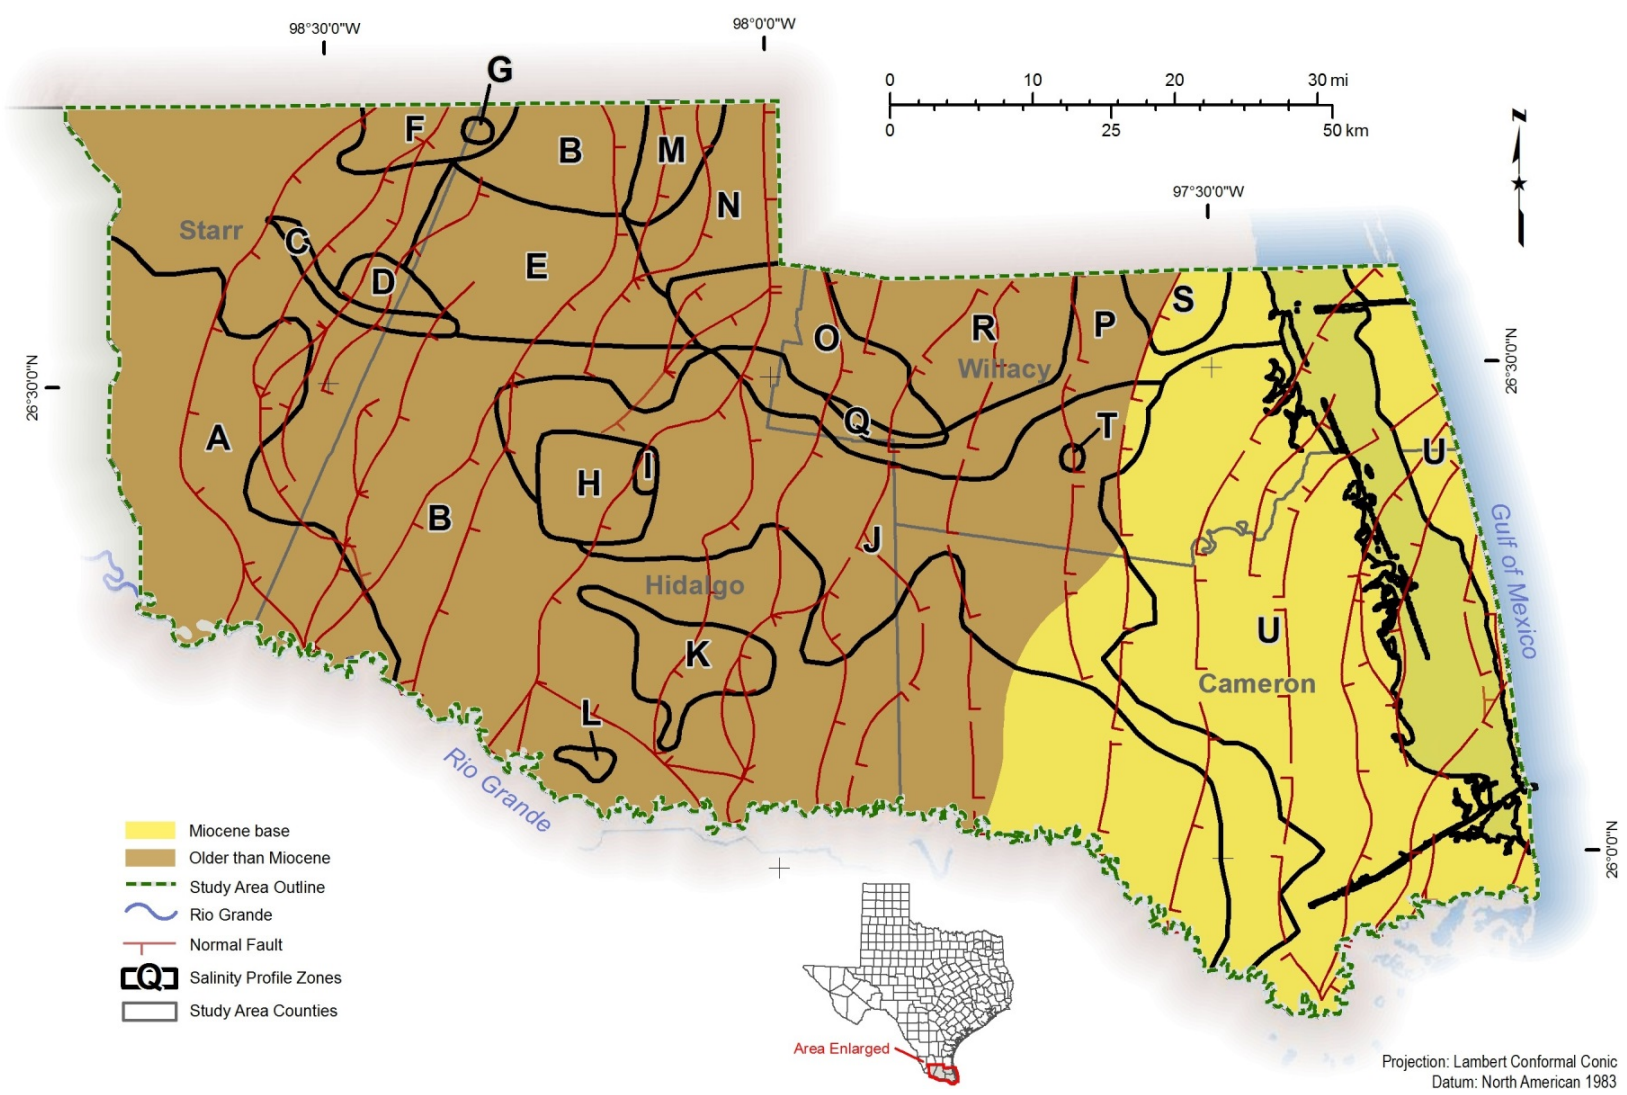 98°30'0"W
98°0'0"W
G
0 10 20 30 mi
0 25 50 km
N
F
B
M
97°30'0"W
N
Starr
C
E
D
S
O
R
P
Willacy
26°30'0"N
26°30'0"N
A
Q
T
U
H
I
B
J
Gulf of Mexico
Hidalgo
U
K
Cameron
L
Rio Grande
Miocene base
Older than Miocene
Study Area Outline
Rio Grande
Normal Fault
Q Salinity Profile Zones
Study Area Counties
26°0'0"N
Area Enlarged
Projection: Lambert Conformal Conic
Datum: North American 1983